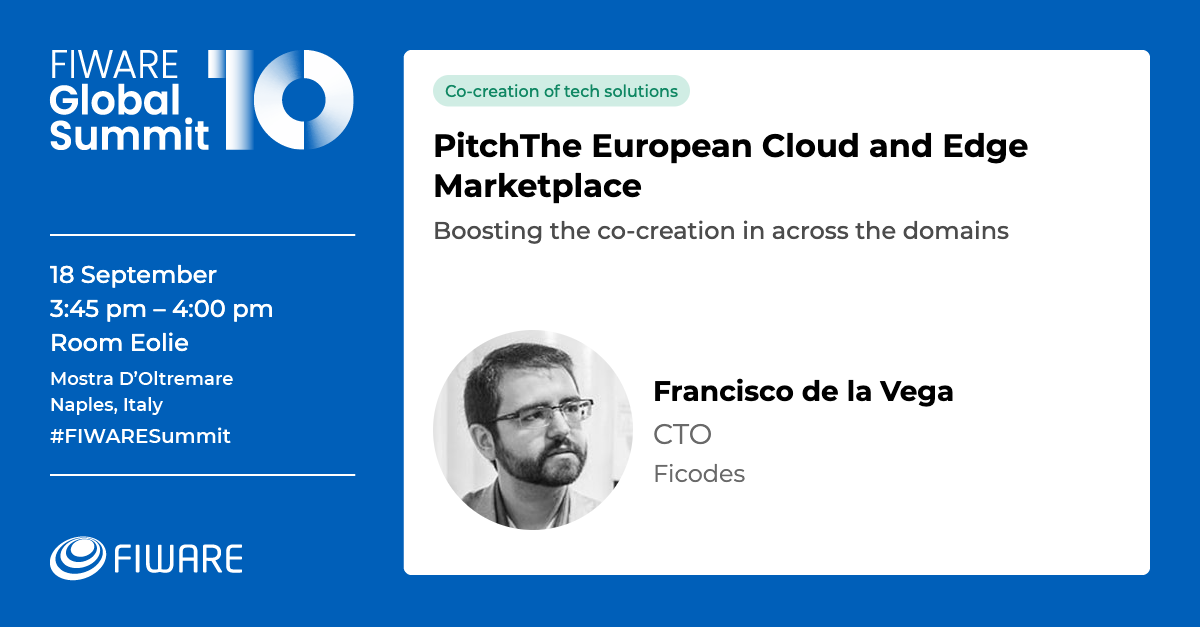 FIWARE
Global
Summit
10
18 September
3:45 pm – 4:00 pm
Room Eolie
Mostra D’Oltremare
Naples, Italy
#FIWARESummit
FIWARE
Co-creation of tech solutions
PitchThe European Cloud and Edge
Marketplace
Boosting the co-creation in across the domains
Francisco de la Vega
CTO
Ficodes